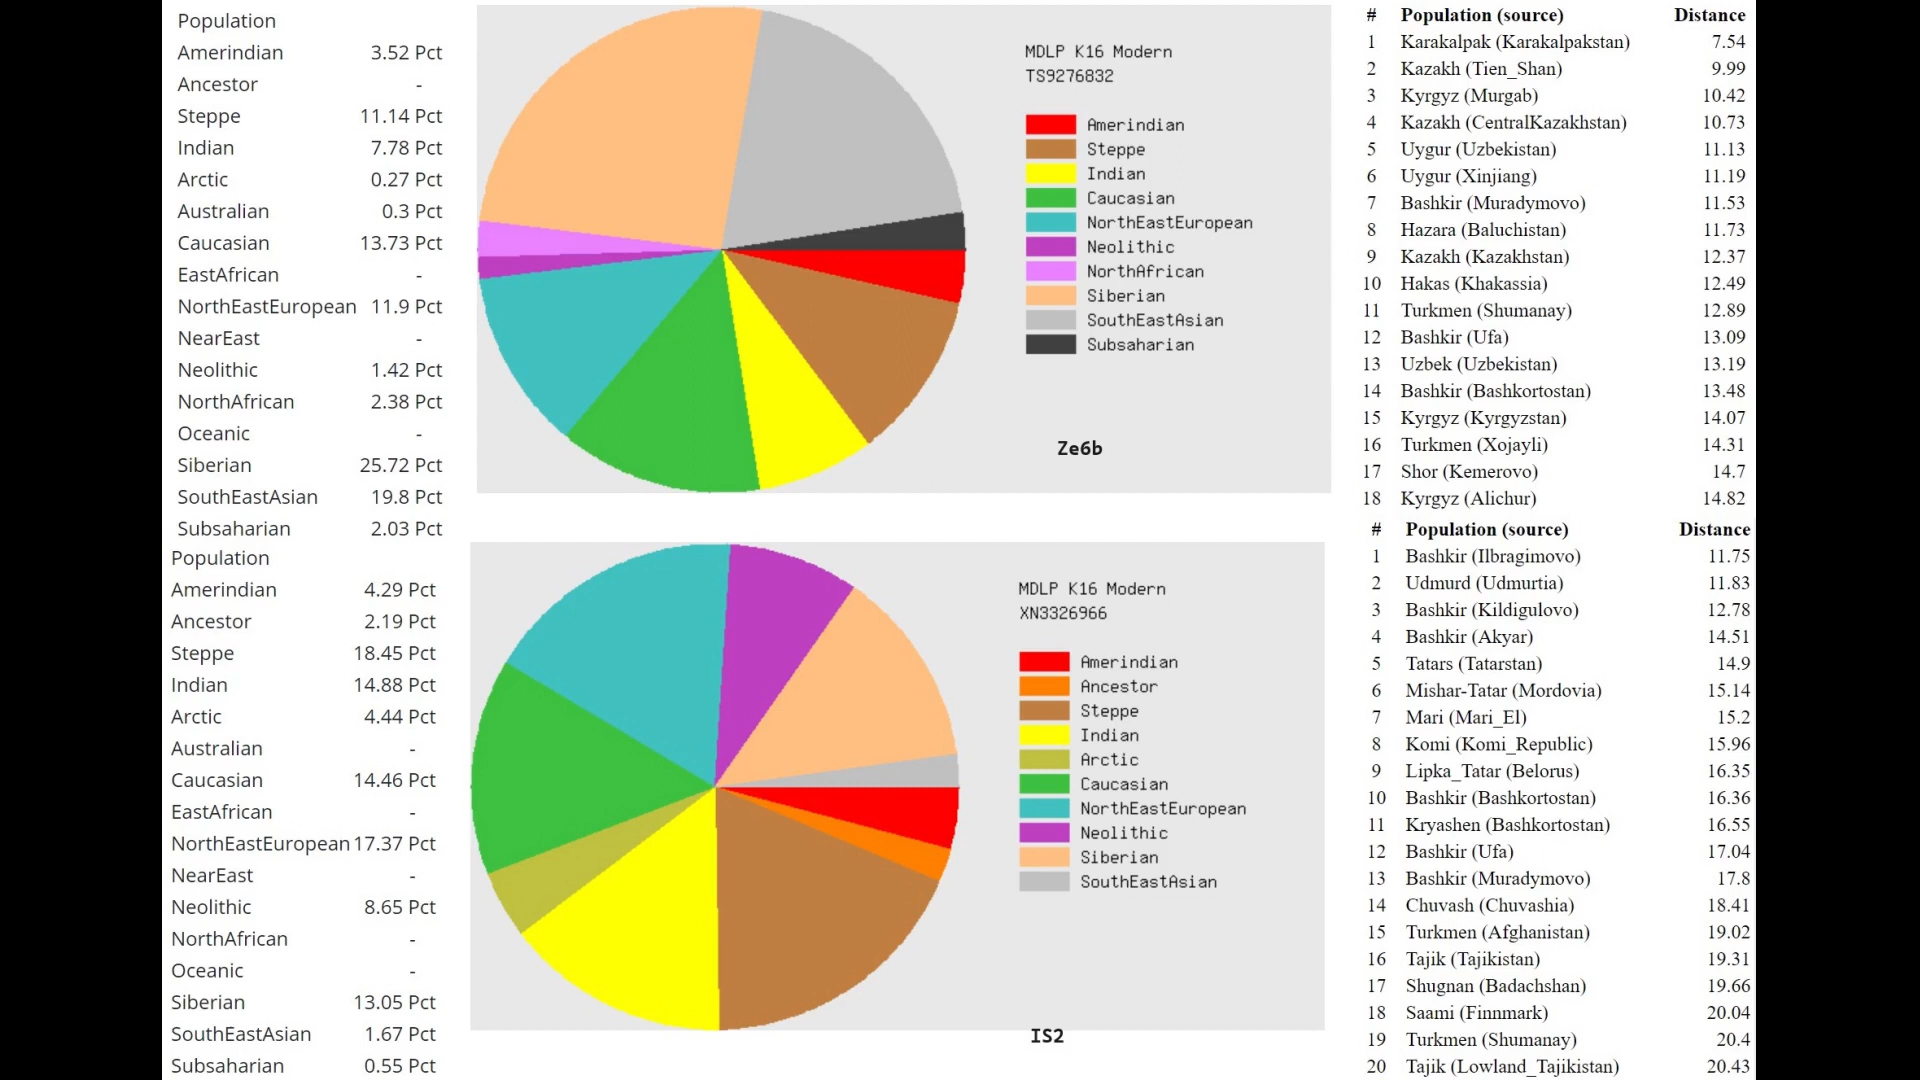 Population
Amerindian 3.52 Pct
Ancestor -
Steppe 11.14 Pct
Indian 7.78 Pct
Arctic 0.27 Pct
Australian 0.3 Pct
Caucasian 13.73 Pct
EastAfrican -
NorthEastEuropean 11.9 Pct
NearEast -
Neolithic 1.42 Pct
NorthAfrican 2.38 Pct
Oceanic -
Siberian 25.72 Pct
SouthEastAsian 19.8 Pct
Subsaharian 2.03 Pct
MDLP K16 Modern
TS9276832
Amerindian
Steppe
Indian
Caucasian
NorthEastEuropean
Neolithic
NorthAfrican
Siberian
SouthEastAsian
Subsaharian
Ze6b
# Population (source) Distance
1 Karakalpak (Karakalpakstan) 7.54
2 Kazakh (Tien_Shan) 9.99
3 Kyrgyz (Murgab) 10.42
4 Kazakh (CentralKazakhstan) 10.73
5 Uygur (Uzbekistan) 11.13
6 Uygur (Xinjiang) 11.19
7 Bashkir (Muradymovo) 11.53
8 Hazara (Baluchistan) 11.73
9 Kazakh (Kazakhstan) 12.37
10 Hakas (Khakassia) 12.49
11 Turkmen (Shumanay) 12.89
12 Bashkir (Ufa) 13.09
13 Uzbek (Uzbekistan) 13.19
14 Bashkir (Bashkortostan) 13.48
15 Kyrgyz (Kyrgyzstan) 14.07
16 Turkmen (Xojayli) 14.31
17 Shor (Kemerovo) 14.7
18 Kyrgyz (Alichur) 14.82
Population
Amerindian 4.29 Pct
Ancestor 2.19 Pct
Steppe 18.45 Pct
Indian 14.88 Pct
Arctic 4.44 Pct
Australian -
Caucasian 14.46 Pct
EastAfrican -
NorthEastEuropean 17.37 Pct
NearEast -
Neolithic 8.65 Pct
NorthAfrican -
Oceanic -
Siberian 13.05 Pct
SouthEastAsian 1.67 Pct
Subsaharian 0.55 Pct
MDLP K16 Modern
XN3326966
Amerindian
Ancestor
Steppe
Indian
Arctic
Caucasian
NorthEastEuropean
Neolithic
Siberian
SouthEastAsian
IS2
# Population (source) Distance
1 Bashkir (Ilbragimovo) 11.75
2 Udmurd (Udmurtia) 11.83
3 Bashkir (Kildigulovo) 12.78
4 Bashkir (Akyar) 14.51
5 Tatars (Tatarstan) 14.9
6 Mishar-Tatar (Mordovia) 15.14
7 Mari (Mari_El) 15.2
8 Komi (Komi_Republic) 15.96
9 Lipka_Tatar (Belorus) 16.35
10 Bashkir (Bashkortostan) 16.36
11 Kryashen (Bashkortostan) 16.55
12 Bashkir (Ufa) 17.04
13 Bashkir (Muradymovo) 17.8
14 Chuvash (Chuvashia) 18.41
15 Turkmen (Afghanistan) 19.02
16 Tajik (Tajikistan) 19.31
17 Shugnan (Badachshan) 19.66
18 Saami (Finnmark) 20.04
19 Turkmen (Shumanay) 20.4
20 Tajik (Lowland_Tajikistan) 20.43